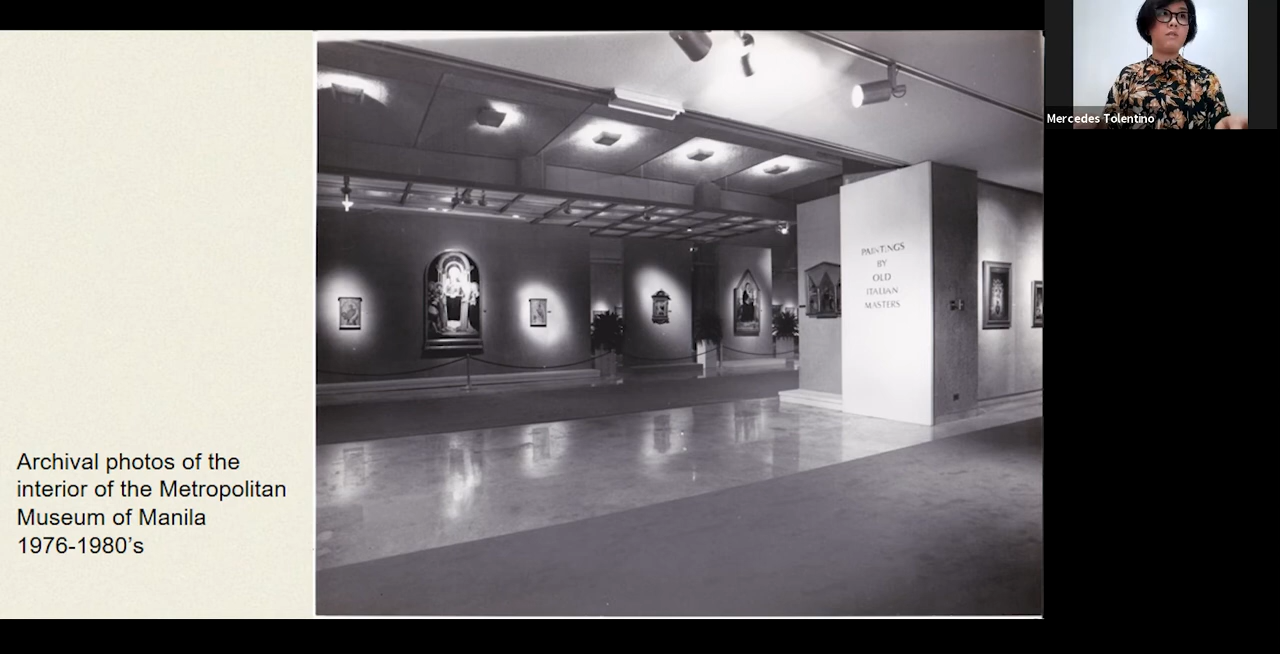 Mercedes Tolentino
PAINTINGS
BY
OLD
ITALIAN
MASTERS
Archival photos of the
interior of the Metropolitan
Museum of Manila
1976-1980’s